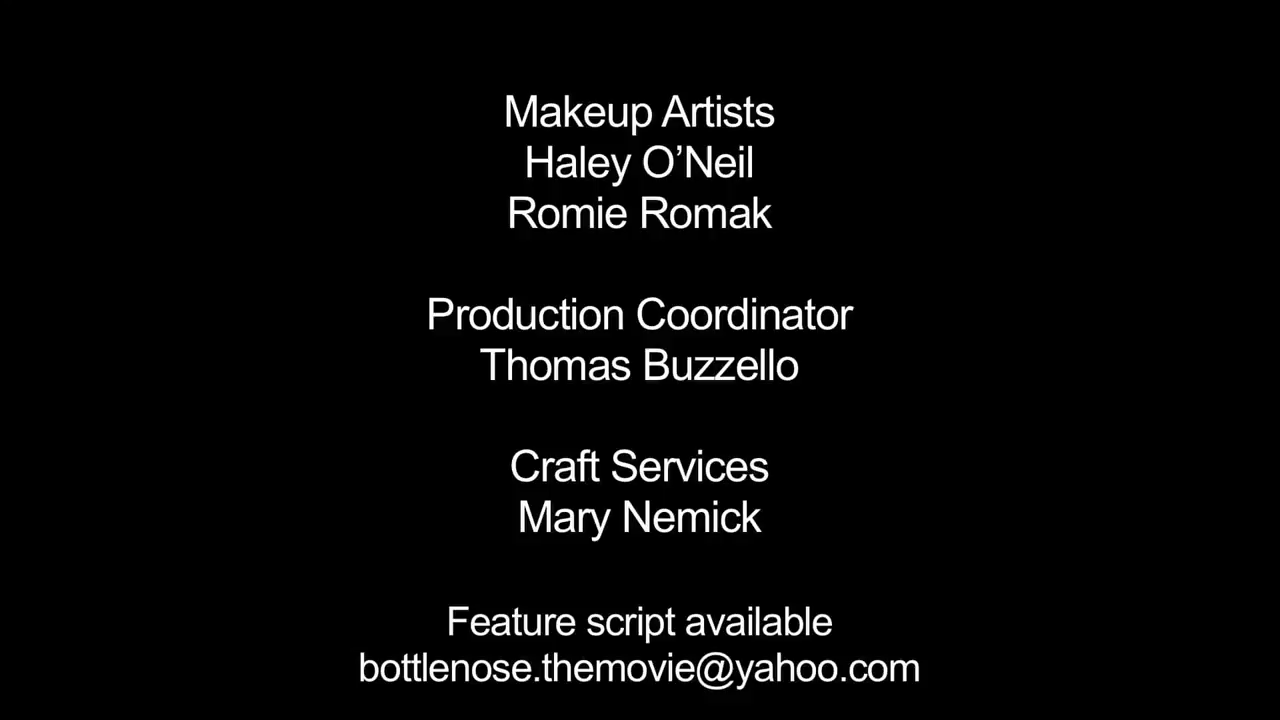 Makeup Artists
Haley O’Neil
Romie Romak
Production Coordinator
Thomas Buzzello
Craft Services
Mary Nemick
Feature script available
bottlenose.themovie@yahoo.com